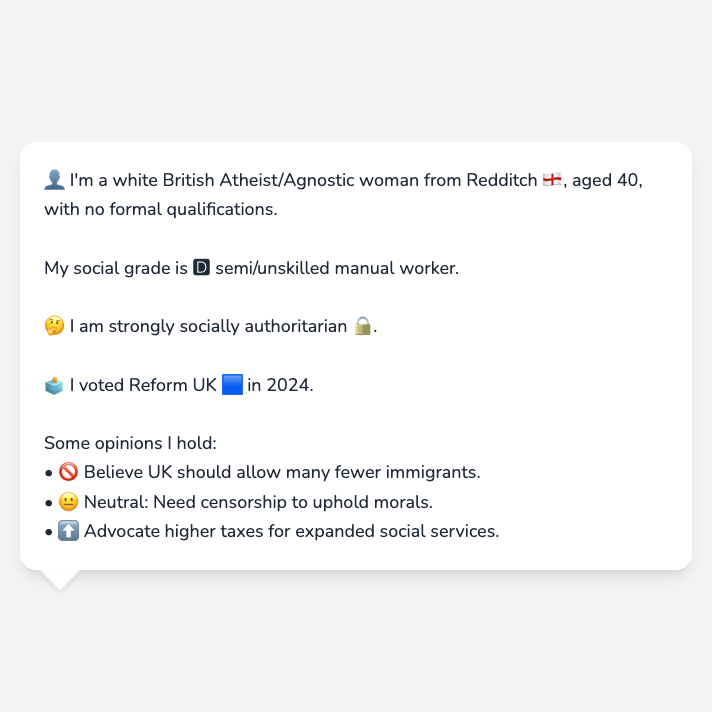 👤 I'm a white British Atheist/Agnostic woman from Redditch 🏴󠁧󠁢󠁥󠁮󠁧󠁿, aged 40,
with no formal qualifications.
My social grade is 🅳 semi/unskilled manual worker.
🤔 I am strongly socially authoritarian 🔒.
🗳️ I voted Reform UK 🟦 in 2024.
Some opinions I hold:
• 🚫 Believe UK should allow many fewer immigrants.
• 😐 Neutral: Need censorship to uphold morals.
• ⬆️ Advocate higher taxes for expanded social services.